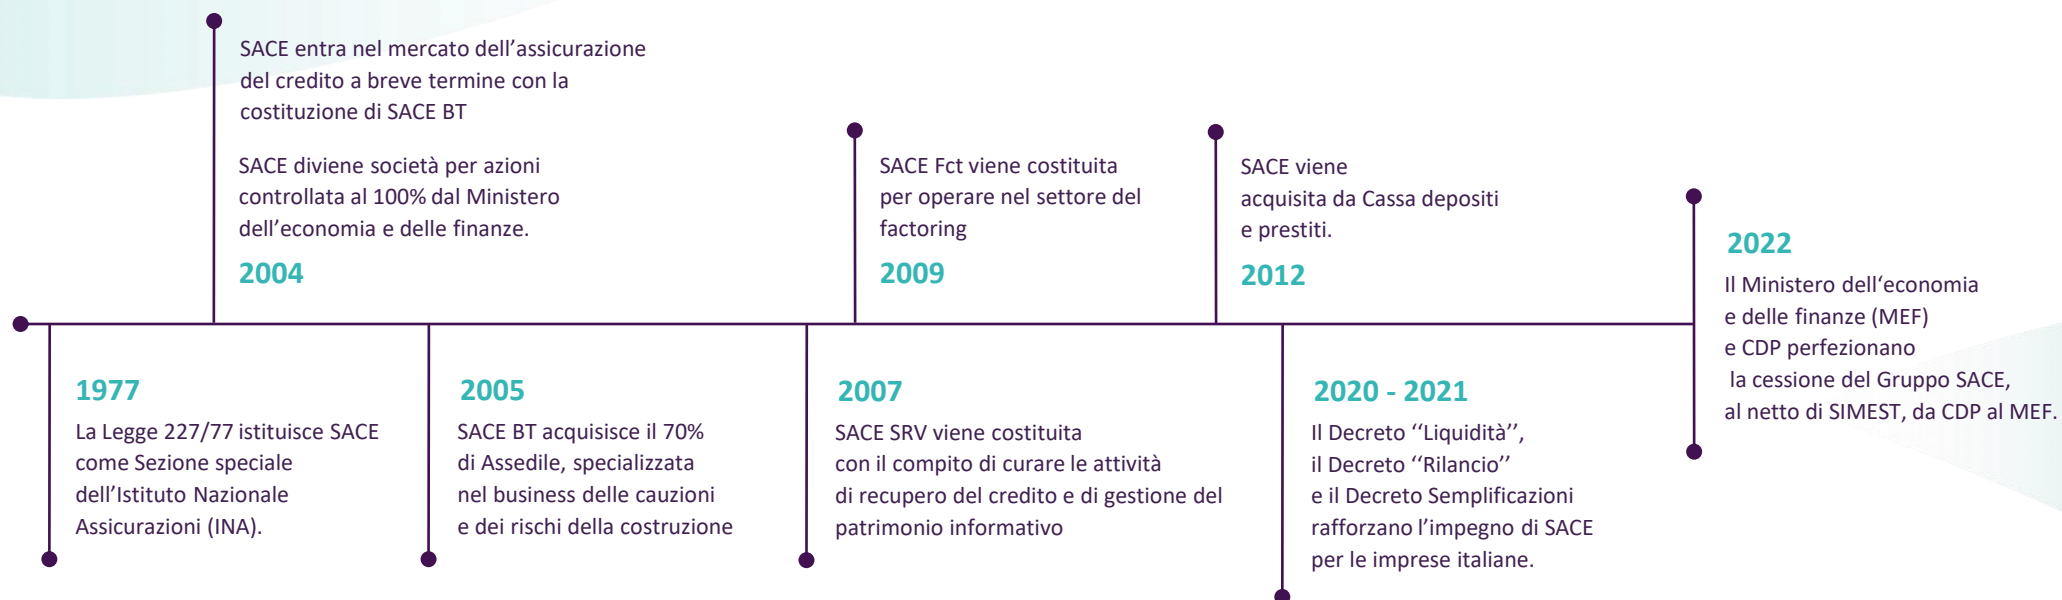 SACE entra nel mercato dell’assicurazione
del credito a breve termine con la
costituzione di SACE BT
SACE diviene società per azioni
controllata al 100% dal Ministero
dell’economia e delle finanze.
2004
SACE Fct viene costituita
per operare nel settore del
factoring
2009
SACE viene
acquisita da Cassa depositi
e prestiti.
2012
2022
Il Ministero dell‘economia
e delle finanze (MEF)
e CDP perfezionano
la cessione del Gruppo SACE,
al netto di SIMEST, da CDP al MEF.
1977
La Legge 227/77 istituisce SACE
come Sezione speciale
dell’Istituto Nazionale
Assicurazioni (INA).
2005
SACE BT acquisisce il 70%
di Assedile, specializzata
nel business delle cauzioni
e dei rischi della costruzione
2007
SACE SRV viene costituita
con il compito di curare le attività
di recupero del credito e di gestione del
patrimonio informativo
2020 - 2021
Il Decreto ‘‘Liquidità’’,
il Decreto ‘‘Rilancio’’
e il Decreto Semplificazioni
rafforzano l’impegno di SACE
per le imprese italiane.